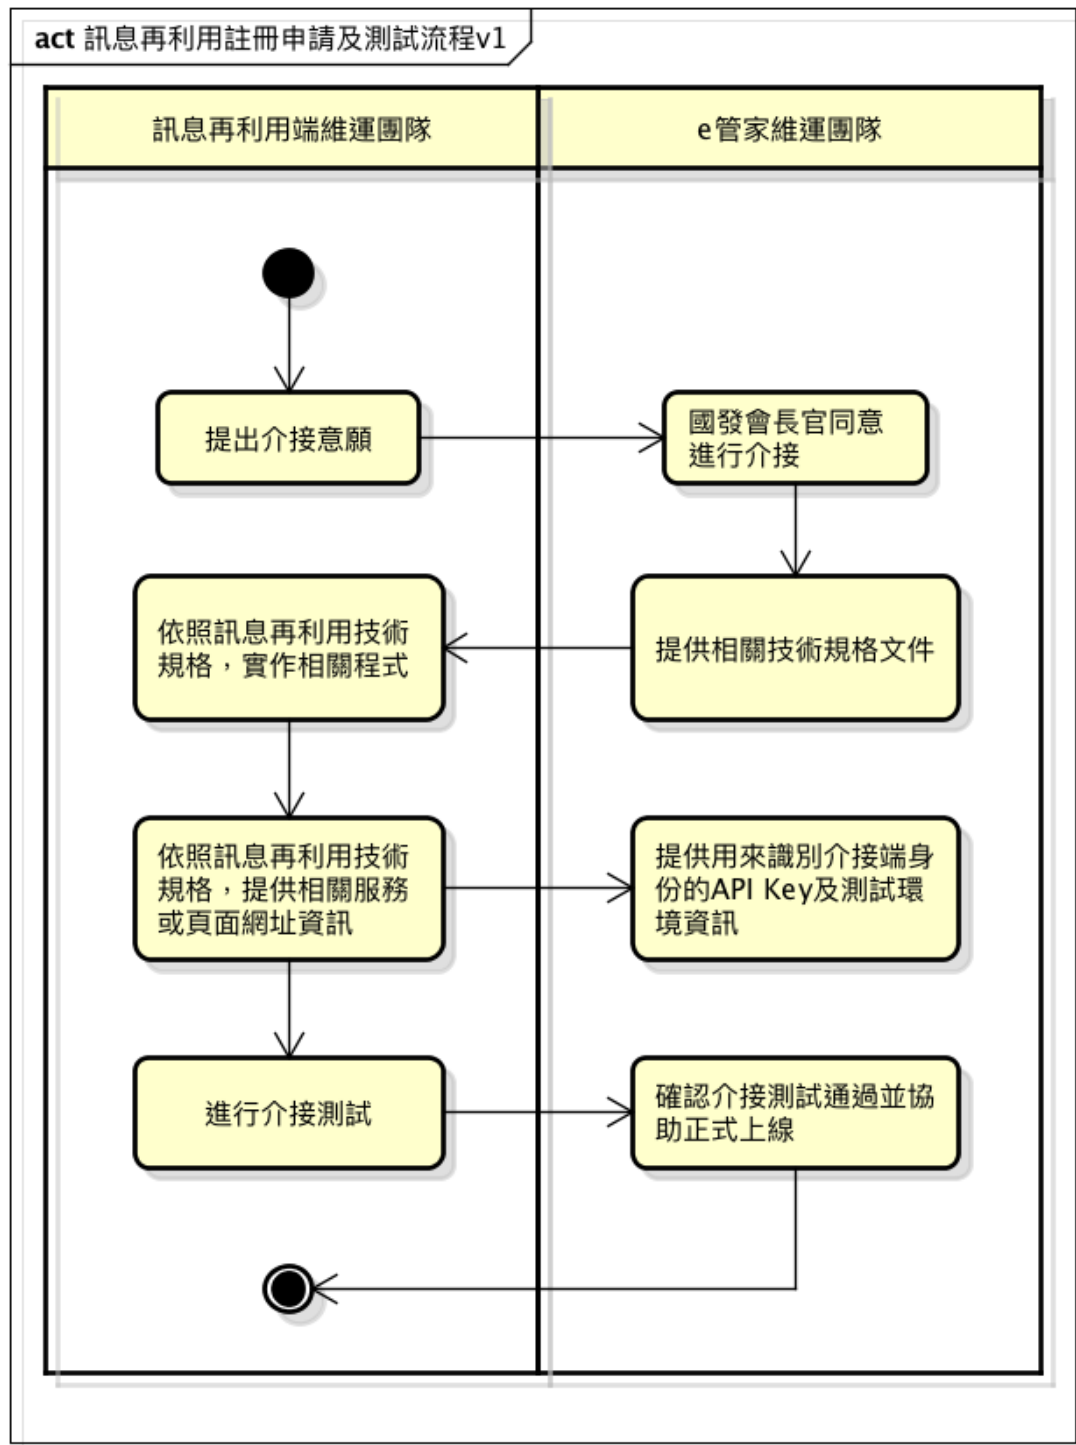 act 訊息再利用註冊申請及測試流程v1
訊息再利用端維運團隊
e管家維運團隊
提出介接意願
國發會長官同意
進行介接
依照訊息再利用技術
規格，實作相關程式
提供相關技術規格文件
依照訊息再利用技術
規格，提供相關服務
或頁面網址資訊
提供用來識別介接端身
份的API Key及測試環
境資訊
進行介接測試
確認介接測試通過並協
助正式上線